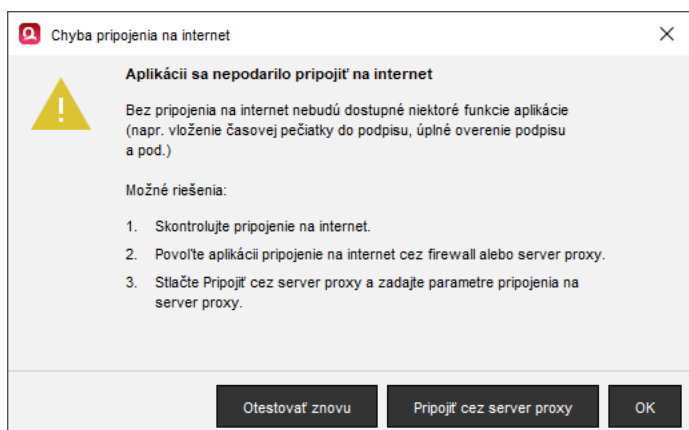 Chyba pripojenia na internet
Aplikácii sa nepodarilo pripojiť na internet
Bez pripojenia na internet nebudú dostupné niektoré funkcie aplikácie
(napr. vloženie časovej pečiatky do podpisu, úplné overenie podpisu
a pod.)
Možné riešenia:
1. Skontrolujte pripojenie na internet.
2. Povoľte aplikácii pripojenie na internet cez firewall alebo server proxy.
3. Stlačte Pripojiť cez server proxy a zadajte parametre pripojenia na
server proxy.
Otestovať znovu Pripojiť cez server proxy OK